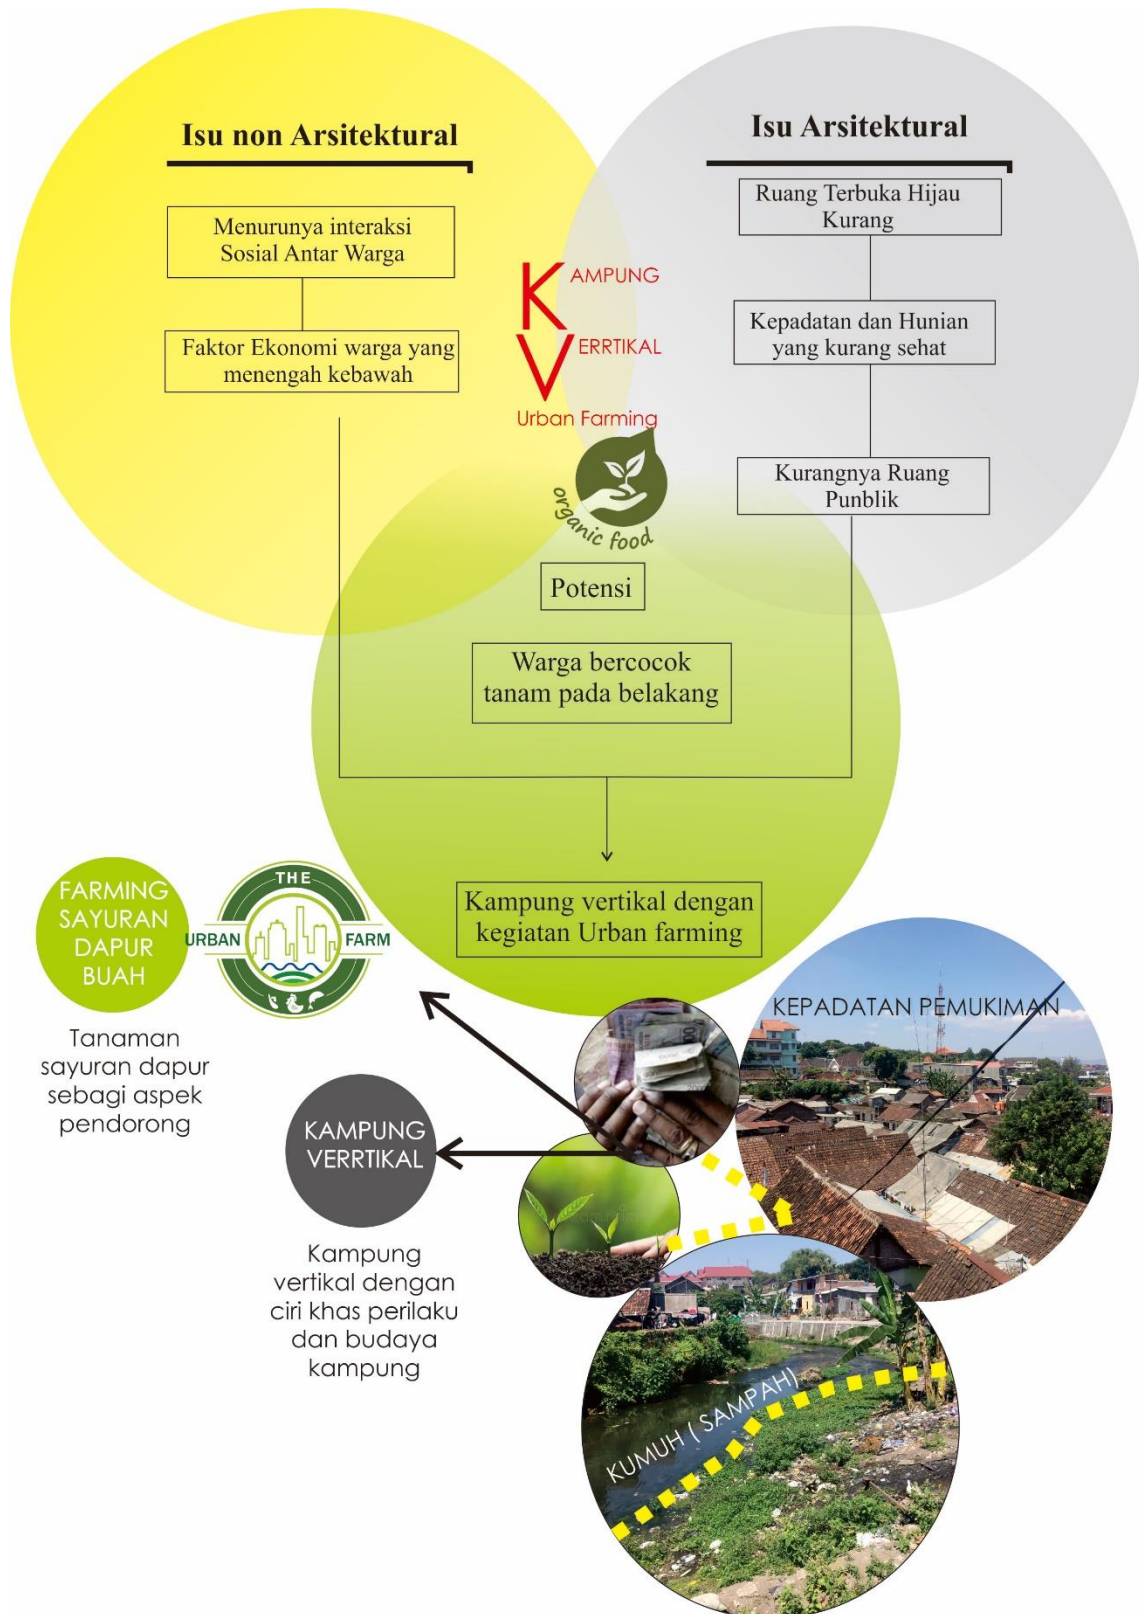 Isu non Arsitektural
Menurunya interaksi
Sosial Antar Warga
Faktor Ekonomi warga yang
menengah kebawah
Isu Arsitektural
Ruang Terbuka Hijau
Kurang
Kepadatan dan Hunian
yang kurang sehat
Kurangnya Ruang
Punblik
KAMPUNG
VERRTIKAL
Urban Farming
organic food
Potensi
Warga bercocok
tanam pada belakang
Kampung vertikal dengan
kegiatan Urban farming
FARMING
SAYURAN
DAPUR
BUAH
THE
URBAN FARM
Tanaman
sayuran dapur
sebagi aspek
pendorong
KAMPUNG
VERRTIKAL
Kampung
vertikal dengan
ciri khas perilaku
dan budaya
kampung
KEPADATAN PEMUKIMAN
KUMUH ( SAMPAH)